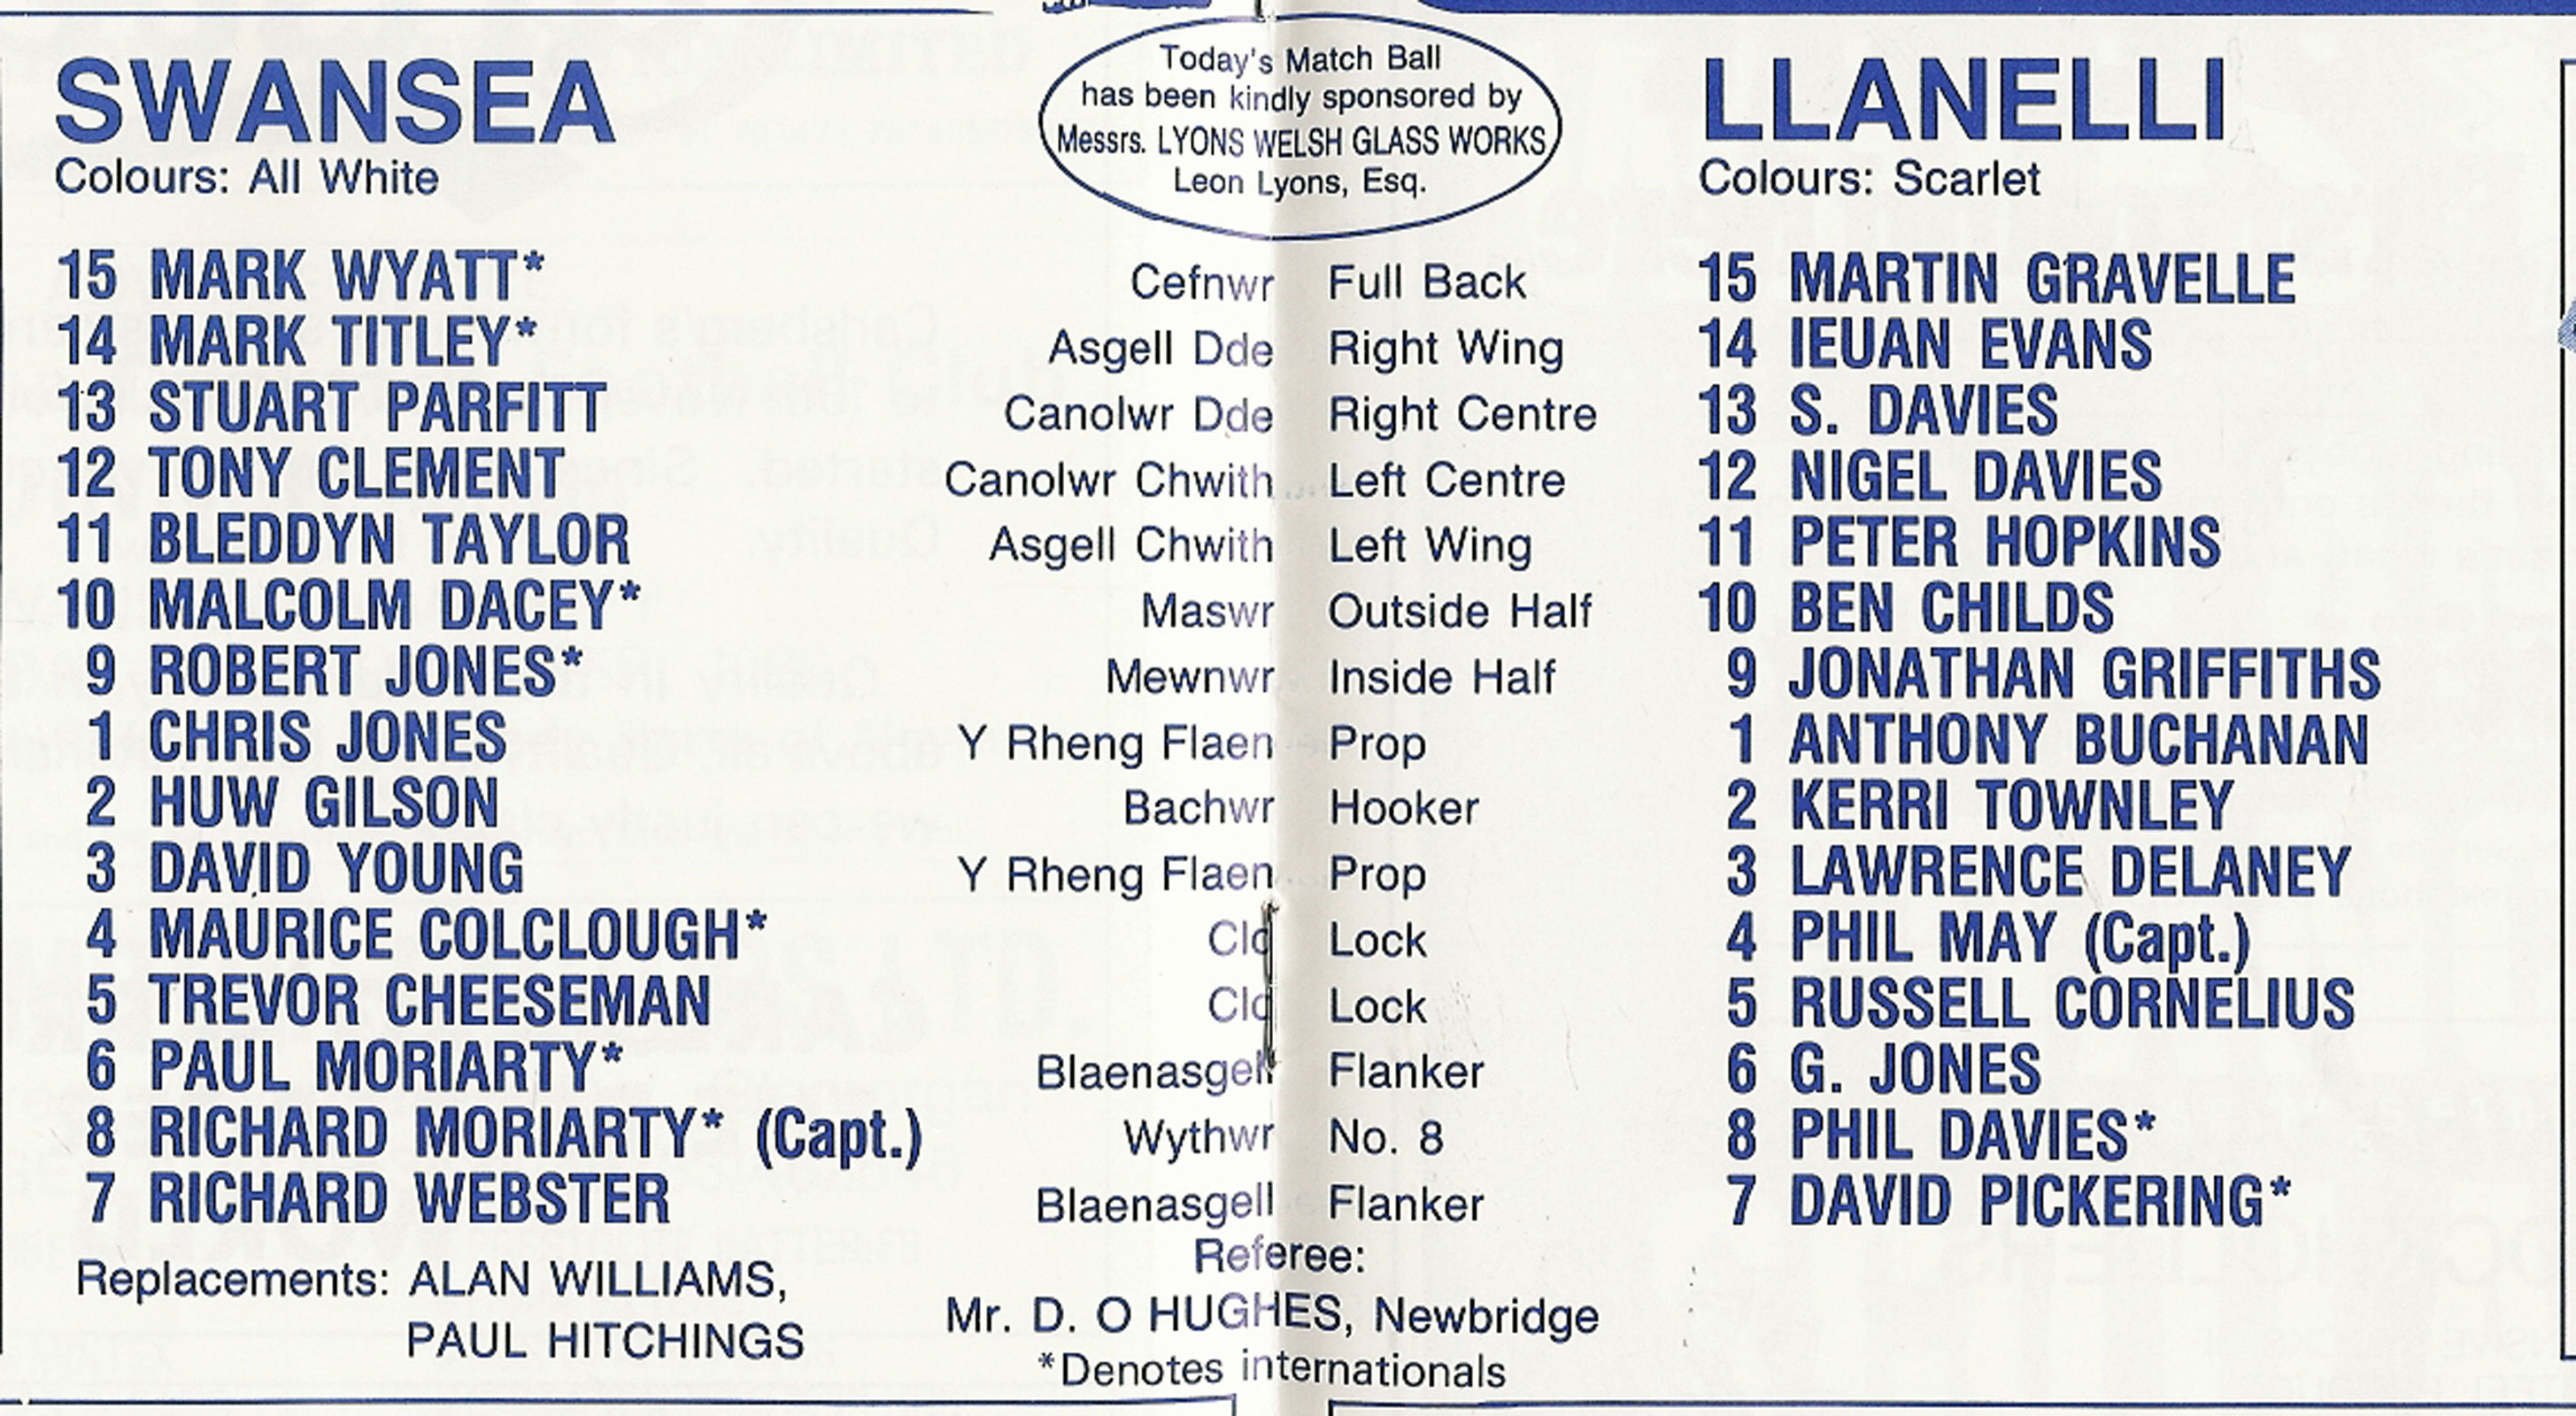 SWANSEA
Colours: All White
Today's Match Ball
has been kindly sponsored by
Messrs. LYONS WELSH GLASS WORKS
Leon Lyons, Esq.
LLANELLI
Colours: Scarlet
15 MARK WYATT* Cefnwr Full Back 15 MARTIN GRAVELLE
14 MARK TITLEY* Asgell Dde Right Wing 14 IEUAN EVANS
13 STUART PARFITT Canolwr Dde Right Centre 13 S. DAVIES
12 TONY CLEMENT Canolwr Chwith Left Centre 12 NIGEL DAVIES
11 BLEDDYN TAYLOR Asgell Chwith Left Wing 11 PETER HOPKINS
10 MALCOLM DACEY* Maswr Outside Half 10 BEN CHILDS
9 ROBERT JONES* Mewnwr Inside Half 9 JONATHAN GRIFFITHS
1 CHRIS JONES Y Rheng Flaen Prop 1 ANTHONY BUCHANAN
2 HUW GILSON Bachwr Hooker 2 KERRI TOWNLEY
3 DAVID YOUNG Y Rheng Flaen Prop 3 LAWRENCE DELANEY
4 MAURICE COLCLOUGH* Clo Lock 4 PHIL MAY (Capt.)
5 TREVOR CHEESEMAN Clo Lock 5 RUSSELL CORNELIUS
6 PAUL MORIARTY* Blaenasgell Flanker 6 G. JONES
8 RICHARD MORIARTY* (Capt.) Wythwr No. 8 8 PHIL DAVIES*
7 RICHARD WEBSTER Blaenasgell Flanker 7 DAVID PICKERING*
Replacements: ALAN WILLIAMS,
PAUL HITCHINGS
Referee:
Mr. D. O HUGHES, Newbridge
*Denotes internationals